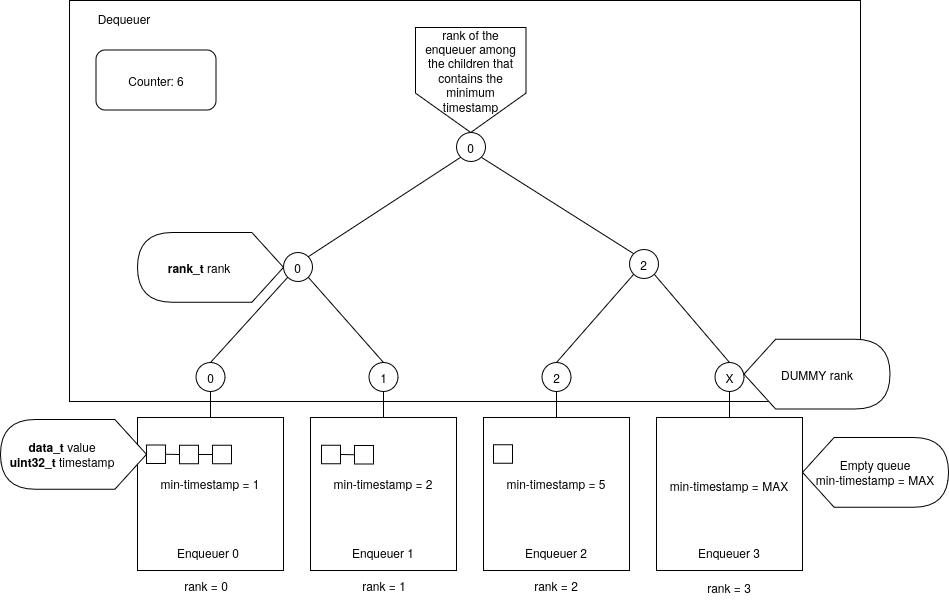 Dequeuer
Counter: 6
rank of the
enqueuer among
the children that
contains the
minimum
timestamp
0
rank_t rank
0
2
0
1
2
X
DUMMY rank
data_t value
uint32_t timestamp
min-timestamp = 1
Enqueuer 0
rank = 0
min-timestamp = 2
Enqueuer 1
rank = 1
min-timestamp = 5
Enqueuer 2
rank = 2
min-timestamp = MAX
Enqueuer 3
rank = 3
Empty queue
min-timestamp = MAX